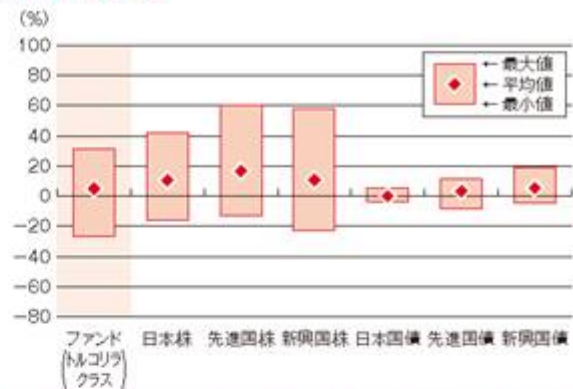 (%)
100
80
60
40
20
0
-20
-40
-60
-80
←最大値
←平均値
←最小値
ファンド
(トルコリラ)
クラス
日本株
先進国株
新興国株
日本国債
先進国債
新興国債